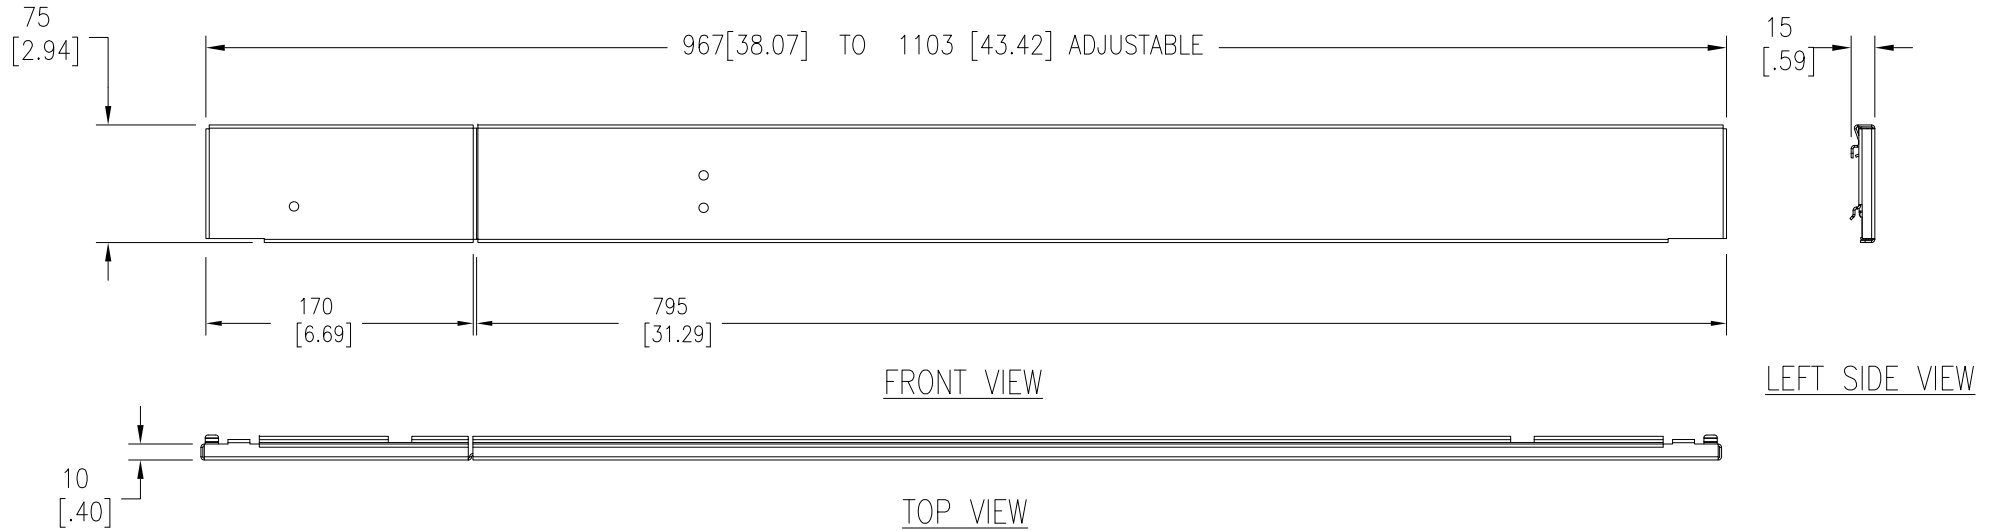 75
[2.94]
967[38.07] TO 1103 [43.42] ADJUSTABLE
15
[.59]
170
[6.69]
795
[31.29]
FRONT VIEW
LEFT SIDE VIEW
10
[.40]
TOP VIEW